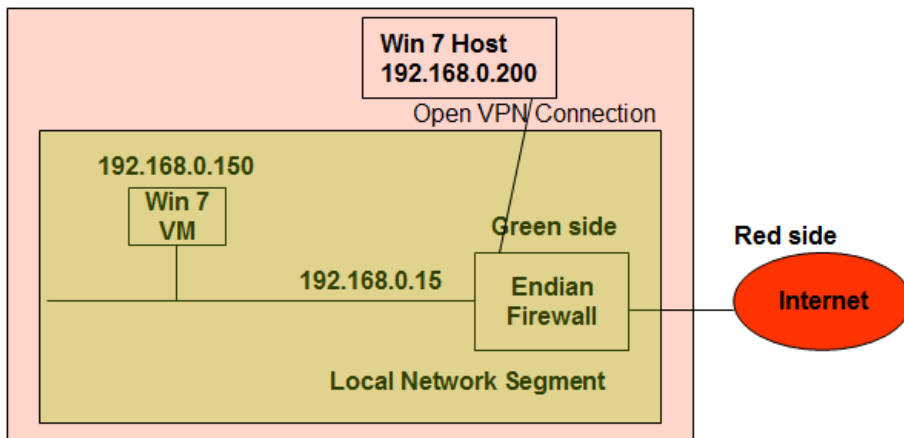 Win 7 Host
192.168.0.200
Open VPN Connection
192.168.0.150
Win 7
VM
Green side
Red side
192.168.0.15
Endian
Firewall
Internet
Local Network Segment